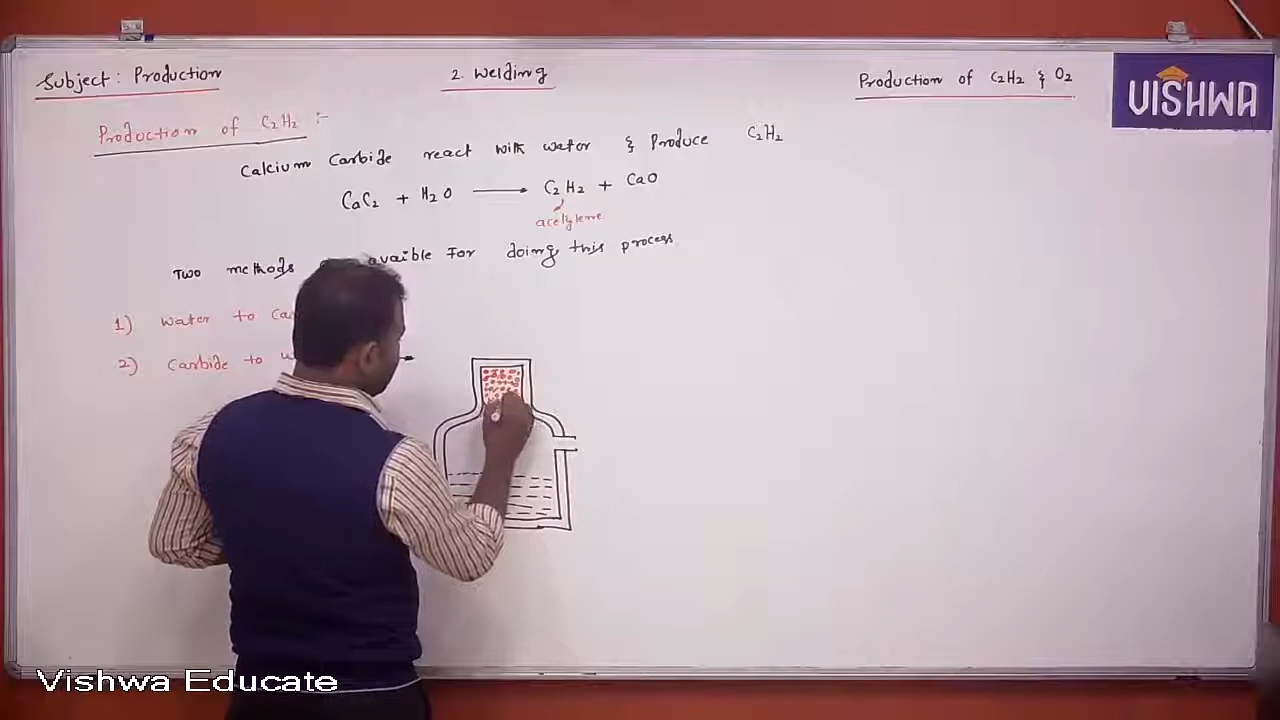 Subject: Production
2. Welding
Production of C2H2 & O2
VISHWA
Production of C2H2 :-
Calcium Carbide react with water & Produce C2H2
CaC2 + H2O → C2H2 + CaO
acetylene
Two methods avaible For doing this process
1) Water to
2) Carbide to
Vishwa Educate